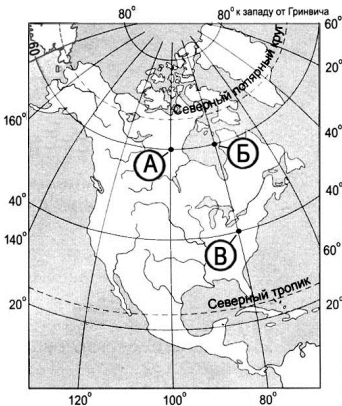 80° 80° к западу от Гринвича
60° 60°
20°
Северный полярный круг
160° 40°
А Б
40° 40°
140° В 60°
20° Северный тропик 20°
120° 100° 80°